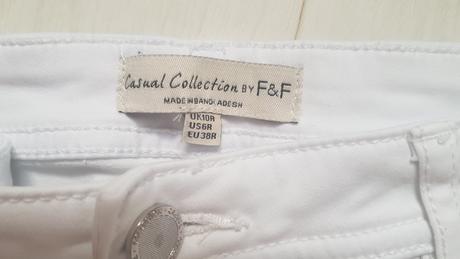 Casual Collection BY F&F
MADE IN BANGLADESH
UK10R
US6R
EU38R